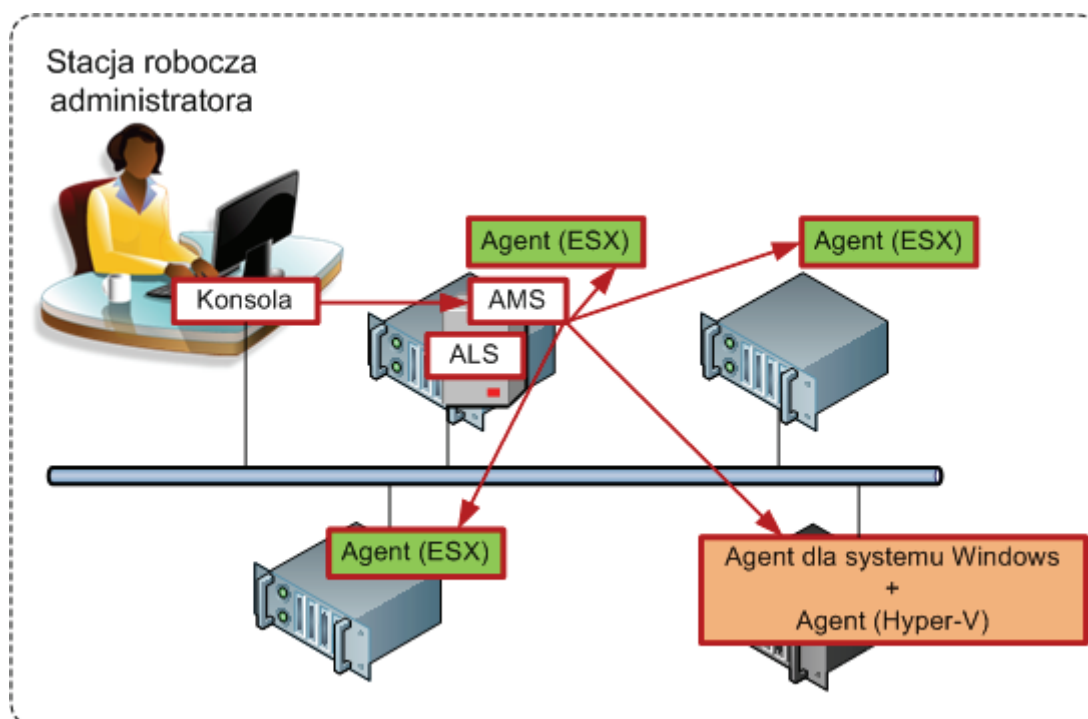 Stacja robocza
administratora
Agent (ESX)
Agent (ESX)
Konsola
AMS
ALS
Agent (ESX)
Agent dla systemu Windows
+
Agent (Hyper-V)